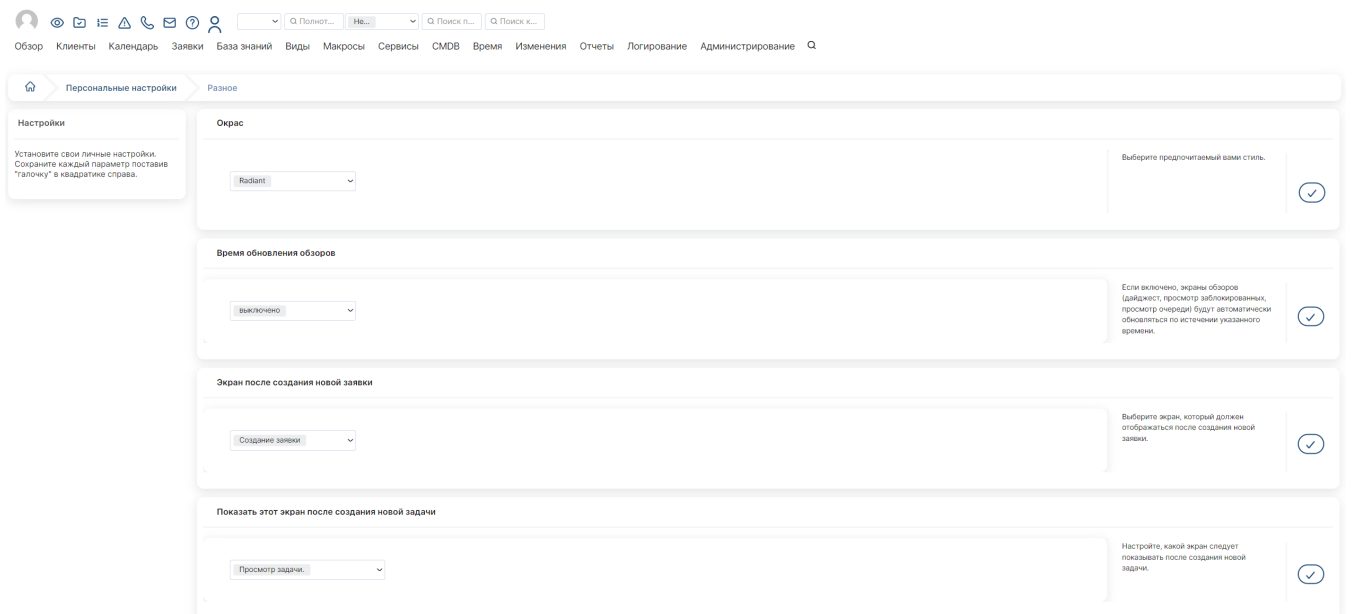 Полнот... Не... Поиск п... Поиск к...
Обзор Клиенты Календарь Заявки База знаний Виды Макросы Сервисы CMDB Время Изменения Отчеты Логирование Администрирование
Персональные настройки Разное
Настройки
Установите свои личные настройки.
Сохраните каждый параметр поставив
"галочку" в квадратике справа.
Окрас
Radiant
Выберите предпочитаемый вами стиль.
Время обновления обзоров
выключено
Если включено, экраны обзоров
(дайджест, просмотр заблокированных,
просмотр очереди) будут автоматически
обновляться по истечении указанного
времени.
Экран после создания новой заявки
Создание заявки
Выберите экран, который должен
отображаться после создания новой
заявки.
Показать этот экран после создания новой задачи
Просмотр задачи.
Настройте, какой экран следует
показывать после создания новой
задачи.